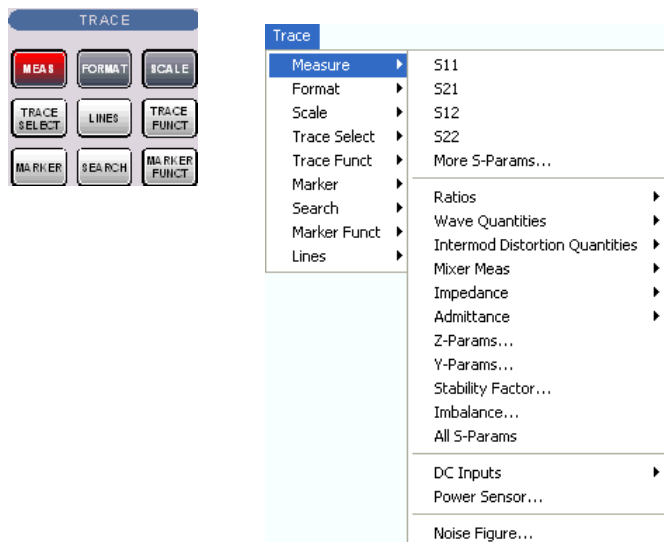 TRACE
MEAS FORMAT SCALE
TRACE SELECT LINES TRACE FUNCT
MARKER SEARCH MARKER FUNCT
Trace
Measure
Format
Scale
Trace Select
Trace Funct
Marker
Search
Marker Funct
Lines
S11
S21
S12
S22
More S-Params...
Ratios
Wave Quantities
Intermod Distortion Quantities
Mixer Meas
Impedance
Admittance
Z-Params...
Y-Params...
Stability Factor...
Imbalance...
All S-Params
DC Inputs
Power Sensor...
Noise Figure...